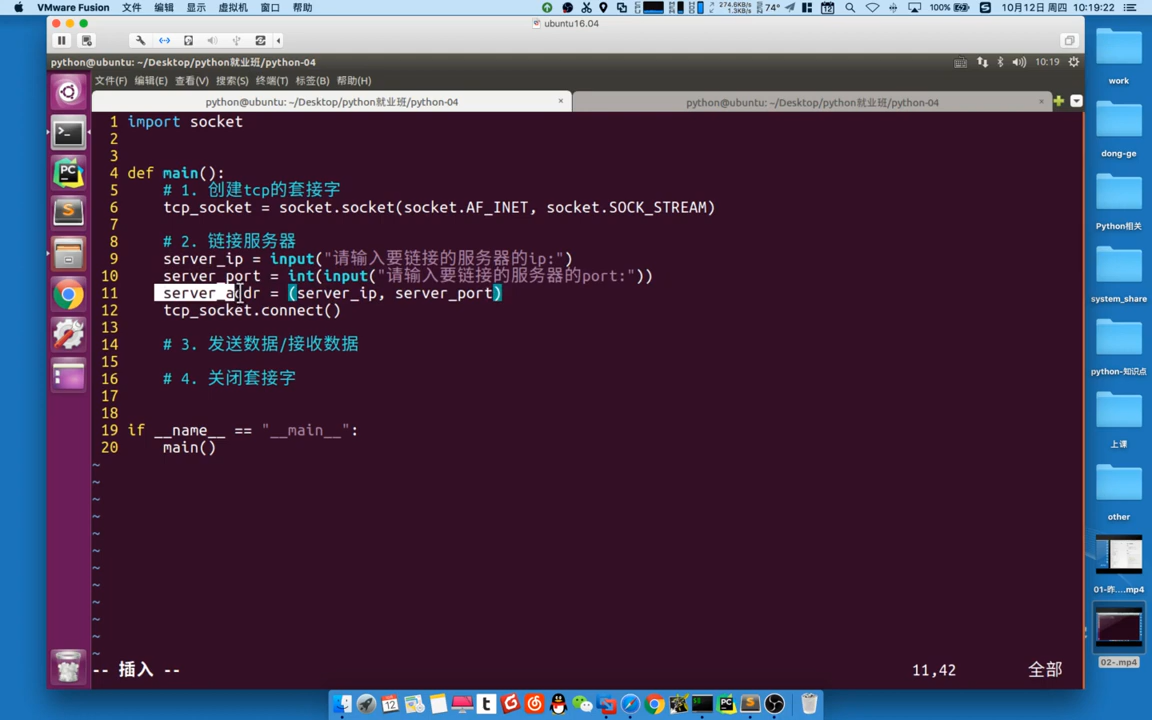 VMware Fusion 文件 编辑 显示 虚拟机 窗口 帮助 274.6KB/s 1.3KB/s 74° 100% 10月12日 周四 10:19:22
ubuntu16.04
python@ubuntu: ~/Desktop/python就业班/python-04 10:19
文件(F) 编辑(E) 查看(V) 搜索(S) 终端(T) 标签(B) 帮助(H)
python@ubuntu: ~/Desktop/python就业班/python-04 × python@ubuntu: ~/Desktop/python就业班/python-04 ×
1 import socket
2
3
4 def main():
5 # 1. 创建tcp的套接字
6 tcp_socket = socket.socket(socket.AF_INET, socket.SOCK_STREAM)
7
8 # 2. 链接服务器
9 server_ip = input("请输入要链接的服务器的ip:")
10 server_port = int(input("请输入要链接的服务器的port:"))
11 server_addr = (server_ip, server_port)
12 tcp_socket.connect()
13
14 # 3. 发送数据/接收数据
15
16 # 4. 关闭套接字
17
18
19 if __name__ == "__main__":
20 main()
~
~
~
~
~
~
~
~
~
~
~
-- 插入 -- 11,42 全部
work
dong-ge
Python相关
system_share
python-知识点
上课
other
01-昨....mp4
02-.mp4